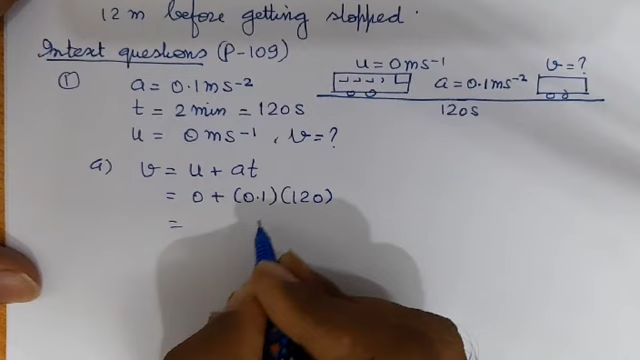 12 m before getting stopped.
Intext questions (P-109)
① a = 0.1 ms⁻²
t = 2 min = 120 s
u = 0 ms⁻¹, v = ?
u = 0 ms⁻¹ v = ?
a = 0.1 ms⁻²
120 s
a) v = u + at
= 0 + (0.1)(120)
=